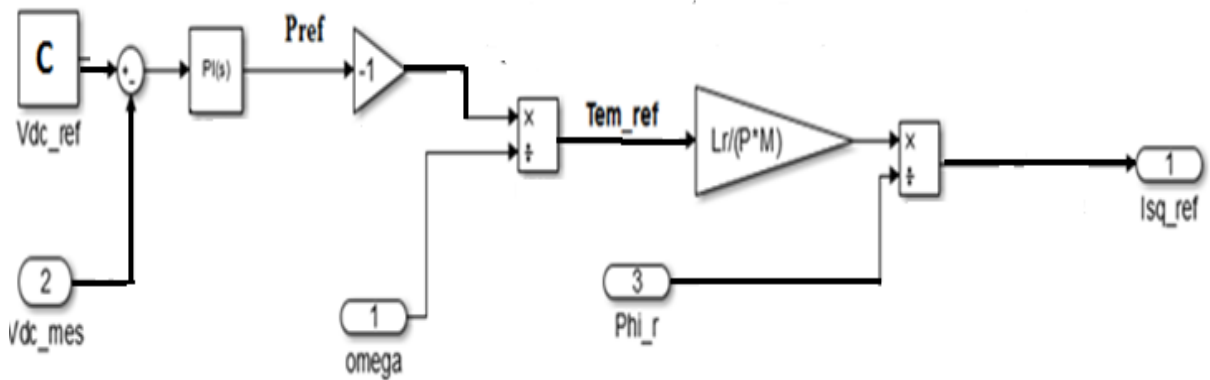 Pref
C
+
-
PI(s)
-1
Vdc_ref
×
÷
Tem_ref
Lr/(P*M)
×
÷
1
Isq_ref
2
Vdc_mes
1
omega
3
Phi_r